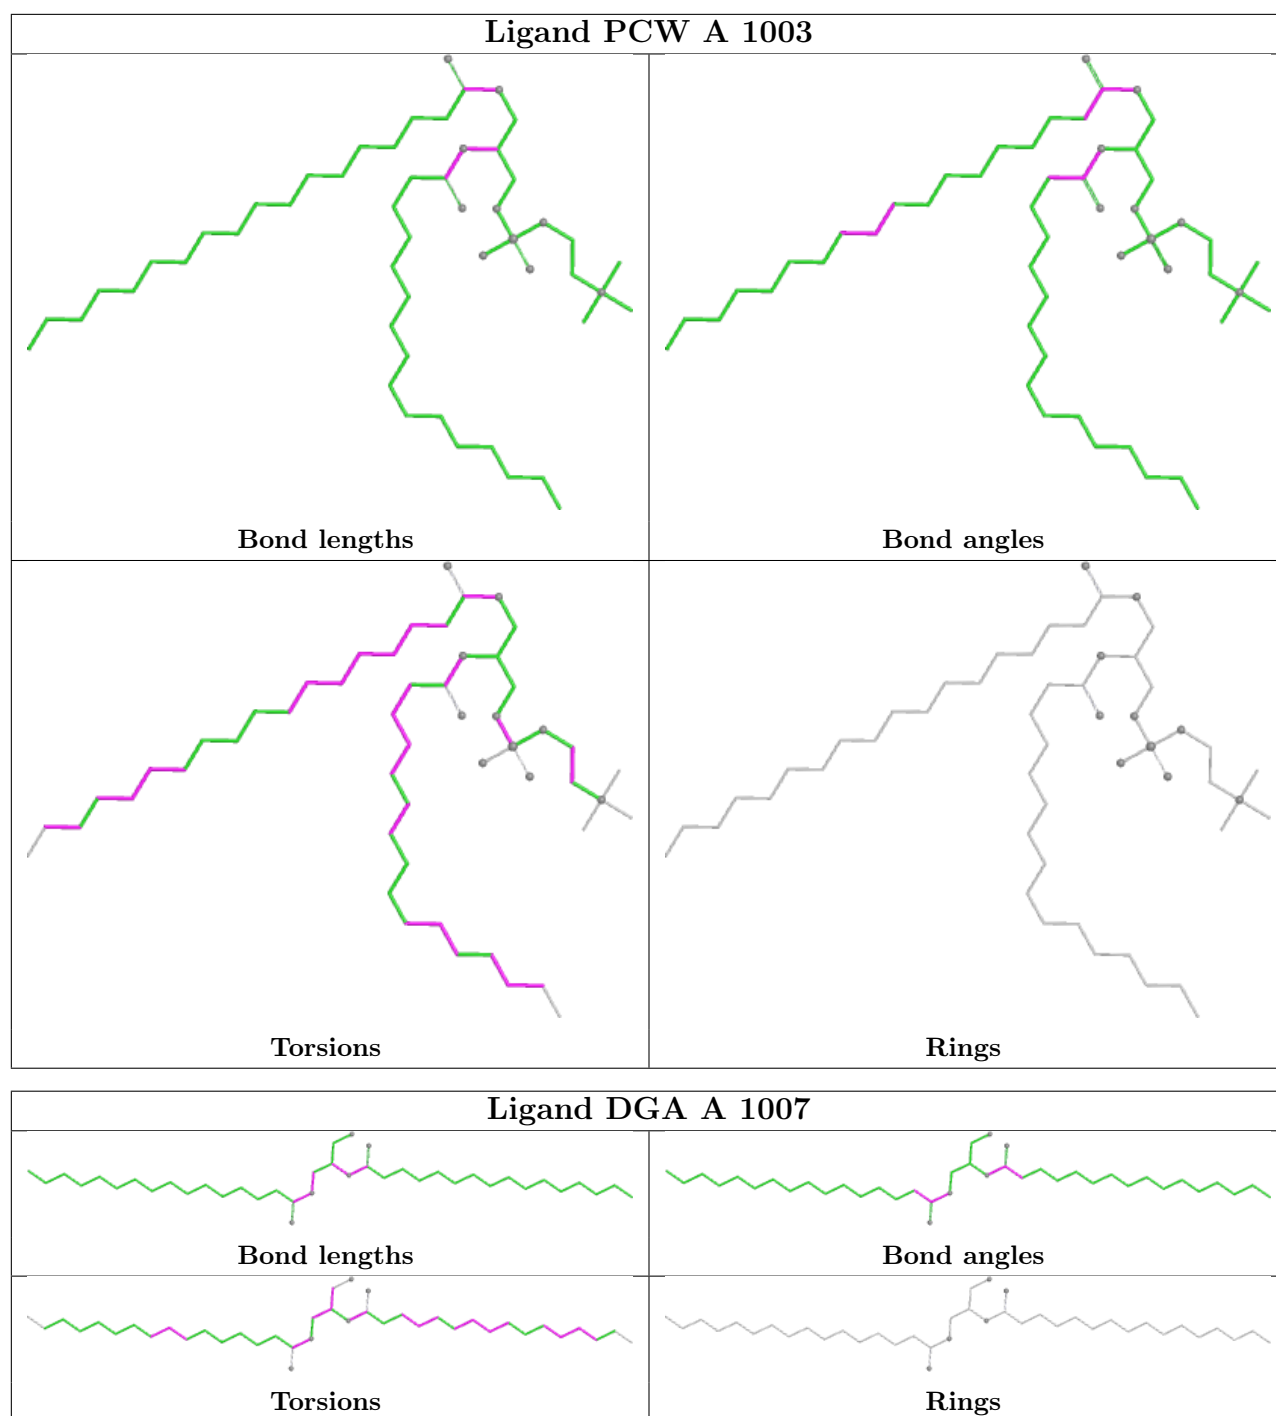 Ligand PCW A 1003
Bond lengths
Bond angles
Torsions
Rings
Ligand DGA A 1007
Bond lengths
Bond angles
Torsions
Rings